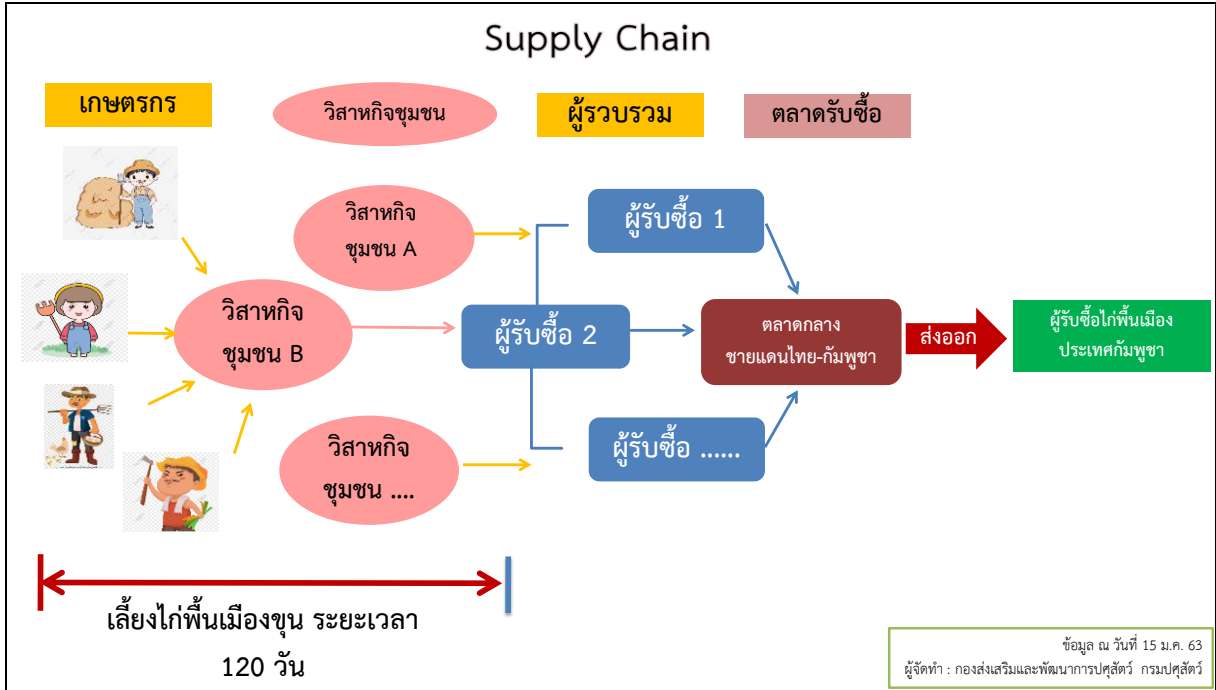 Supply Chain
เกษตรกร
วิสาหกิจชุมชน
ผู้รวบรวม
ตลาดรับซื้อ
วิสาหกิจ
ชุมชน A
วิสาหกิจ
ชุมชน B
วิสาหกิจ
ชุมชน ....
ผู้รับซื้อ 1
ผู้รับซื้อ 2
ผู้รับซื้อ ......
ตลาดกลาง
ชายแดนไทย-กัมพูชา
ส่งออก
ผู้รับซื้อไก่พื้นเมือง
ประเทศกัมพูชา
เลี้ยงไก่พื้นเมืองขุน ระยะเวลา
120 วัน
ข้อมูล ณ วันที่ 15 ม.ค. 63
ผู้จัดทำ : กองส่งเสริมและพัฒนาการปศุสัตว์ กรมปศุสัตว์